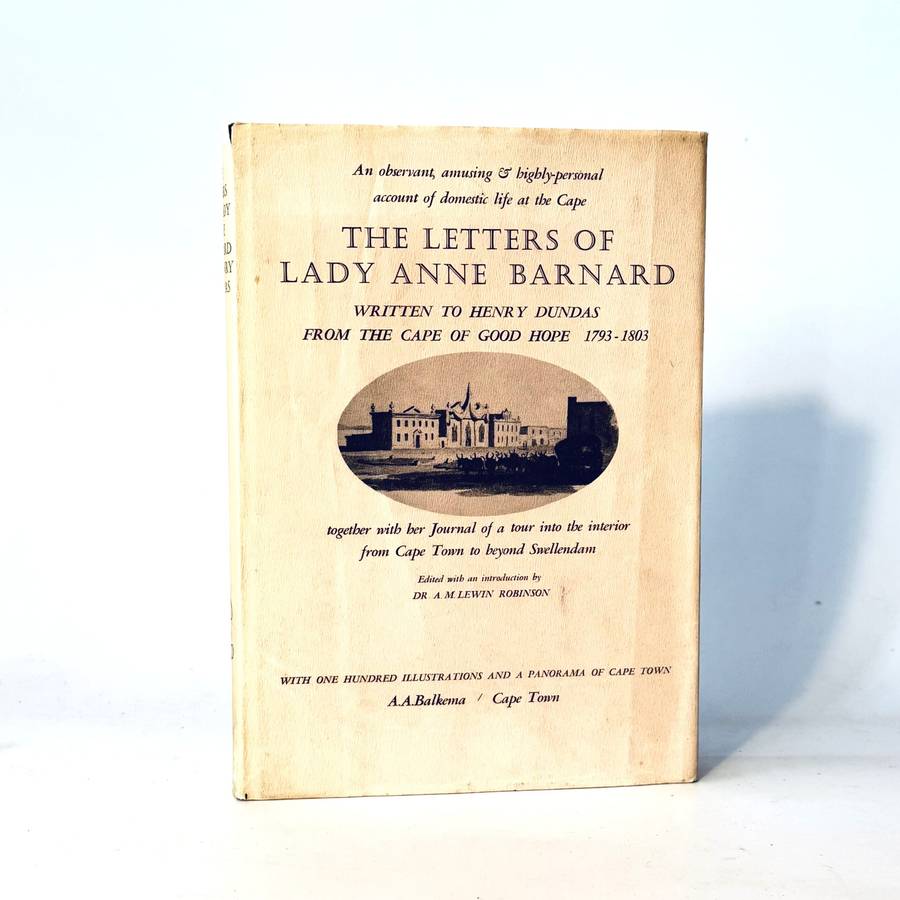 An observant, amusing & highly-personal
account of domestic life at the Cape
THE LETTERS OF
LADY ANNE BARNARD
WRITTEN TO HENRY DUNDAS
FROM THE CAPE OF GOOD HOPE 1793-1803
together with her Journal of a tour into the interior
from Cape Town to beyond Swellendam
Edited with an introduction by
DR A. M. LEWIN ROBINSON
WITH ONE HUNDRED ILLUSTRATIONS AND A PANORAMA OF CAPE TOWN
A.A.Balkema / Cape Town